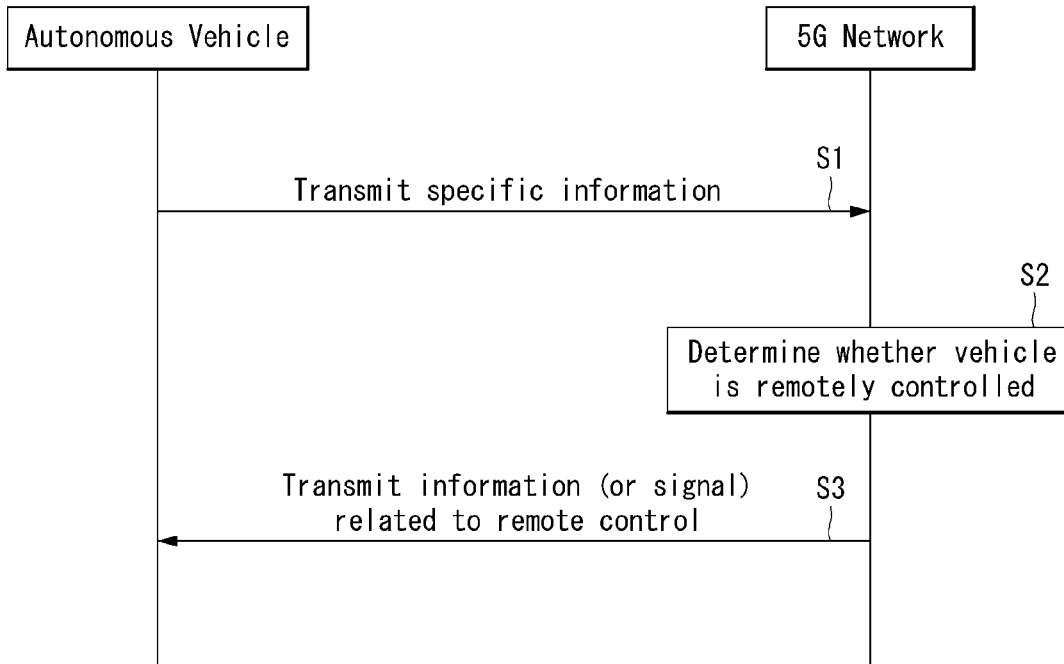 Autonomous Vehicle
5G Network
S1
Transmit specific information
S2
Determine whether vehicle
is remotely controlled
Transmit information (or signal)
related to remote control
S3